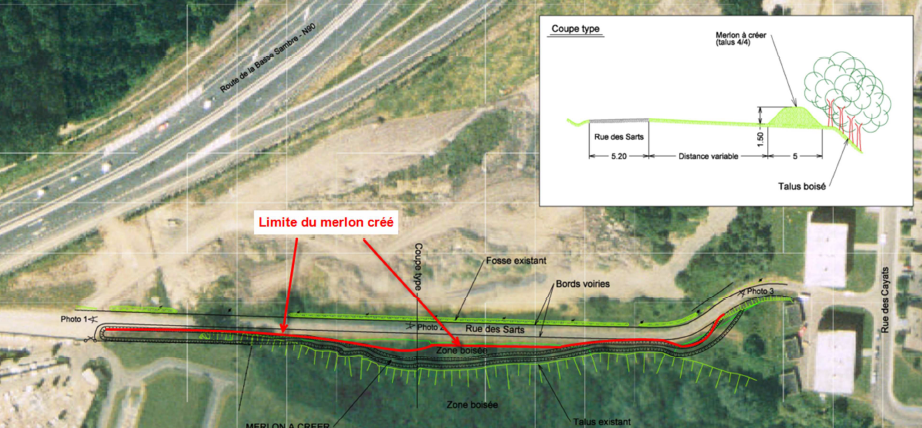 Route de la Basse Sambre - N90
Coupe type
Merlon à créer
(talus 4/4)
1.50
Rue des Sarts
5.20
Distance variable
5
Talus boisé
Limite du merlon créé
Coupe type
Fosse existant
Bords voiries
Photo 3
Photo 1
Photo
Rue des Sarts
Rue des Cayats
Zone boisée
Zone boisée
MERLON A CREER
Talus existant